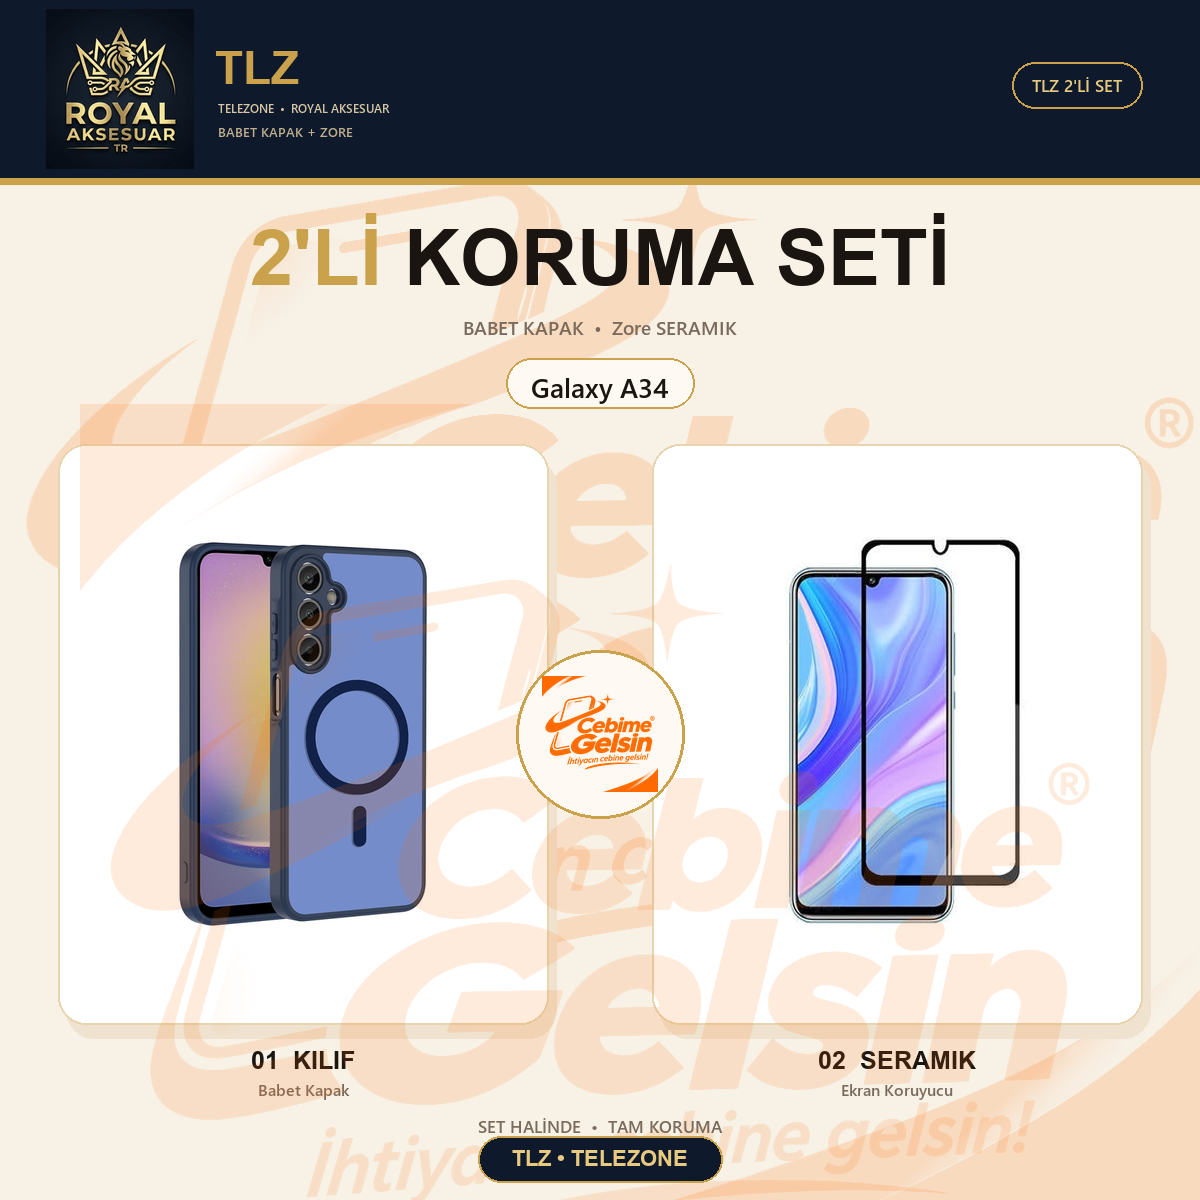 ROYAL
AKSESUAR
TR
TLZ
TELEZONE • ROYAL AKSESUAR
BABET KAPAK + ZORE
TLZ 2'Lİ SET
2'Lİ KORUMA SETİ
BABET KAPAK • Zore SERAMIK
Galaxy A34
Cebime
Gelsin
İhtiyacın cebine gelsin!
®
®
Cebime
Gelsin
01 KILIF
Babet Kapak
02 SERAMIK
Ekran Koruyucu
SET HALİNDE • TAM KORUMA
TLZ • TELEZONE